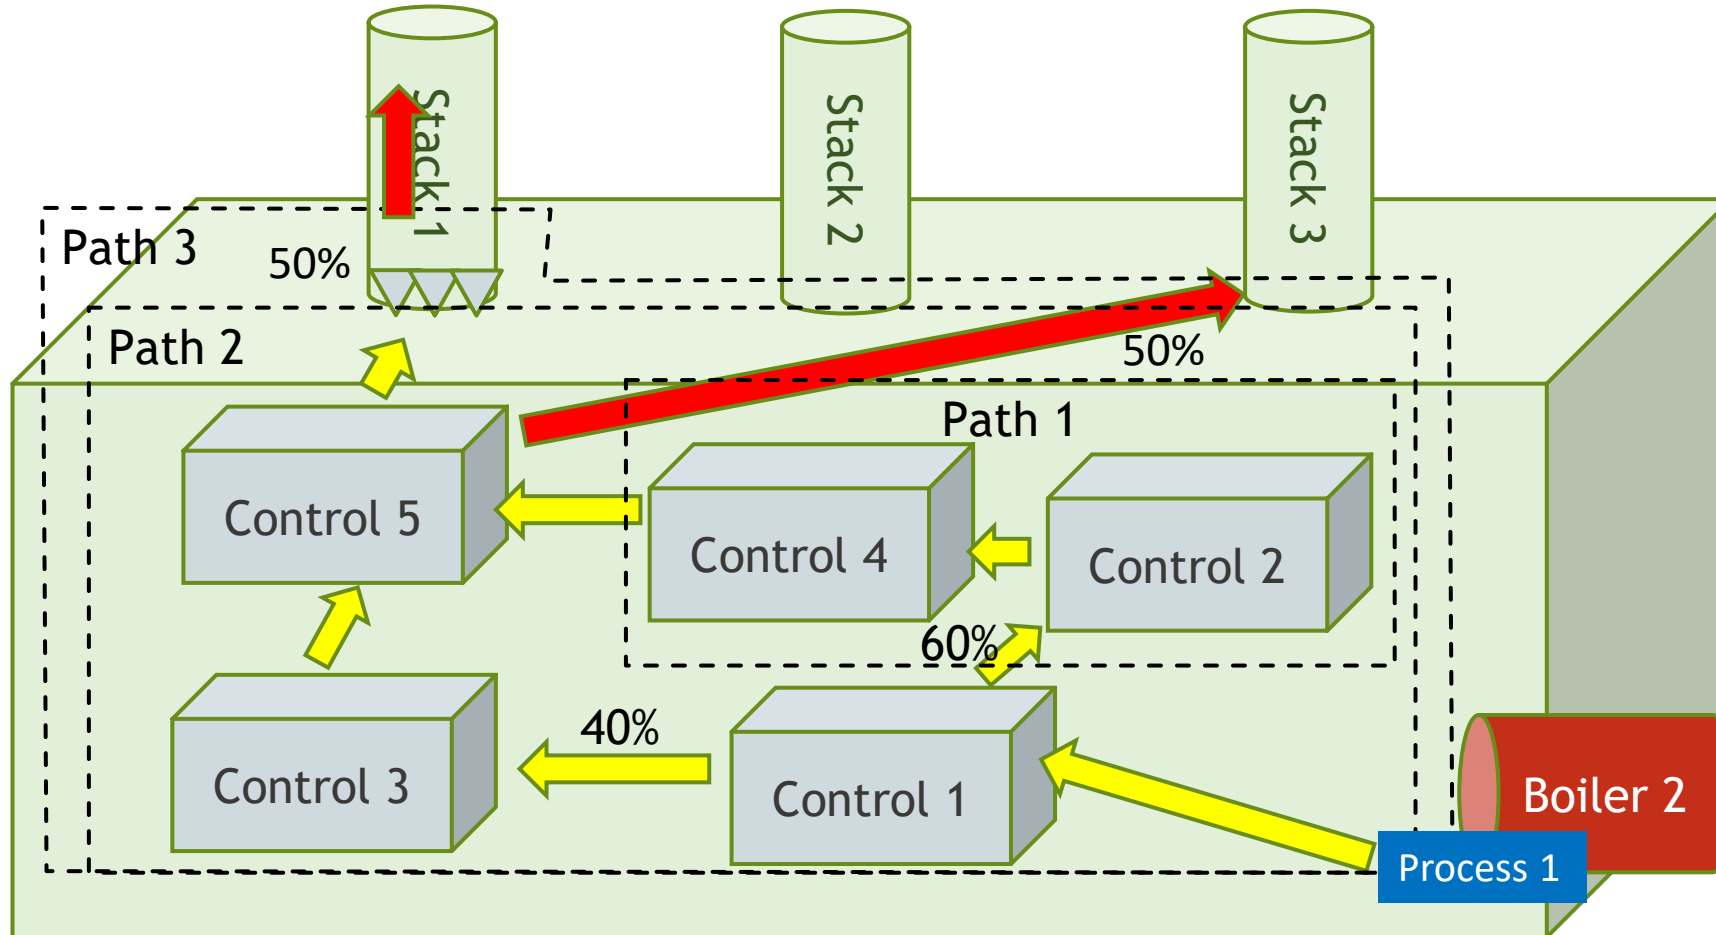 Stack 1
Stack 2
Stack 3
Path 3
50%
Path 2
50%
Path 1
Control 5
Control 4
Control 2
60%
40%
Control 3
Control 1
Boiler 2
Process 1